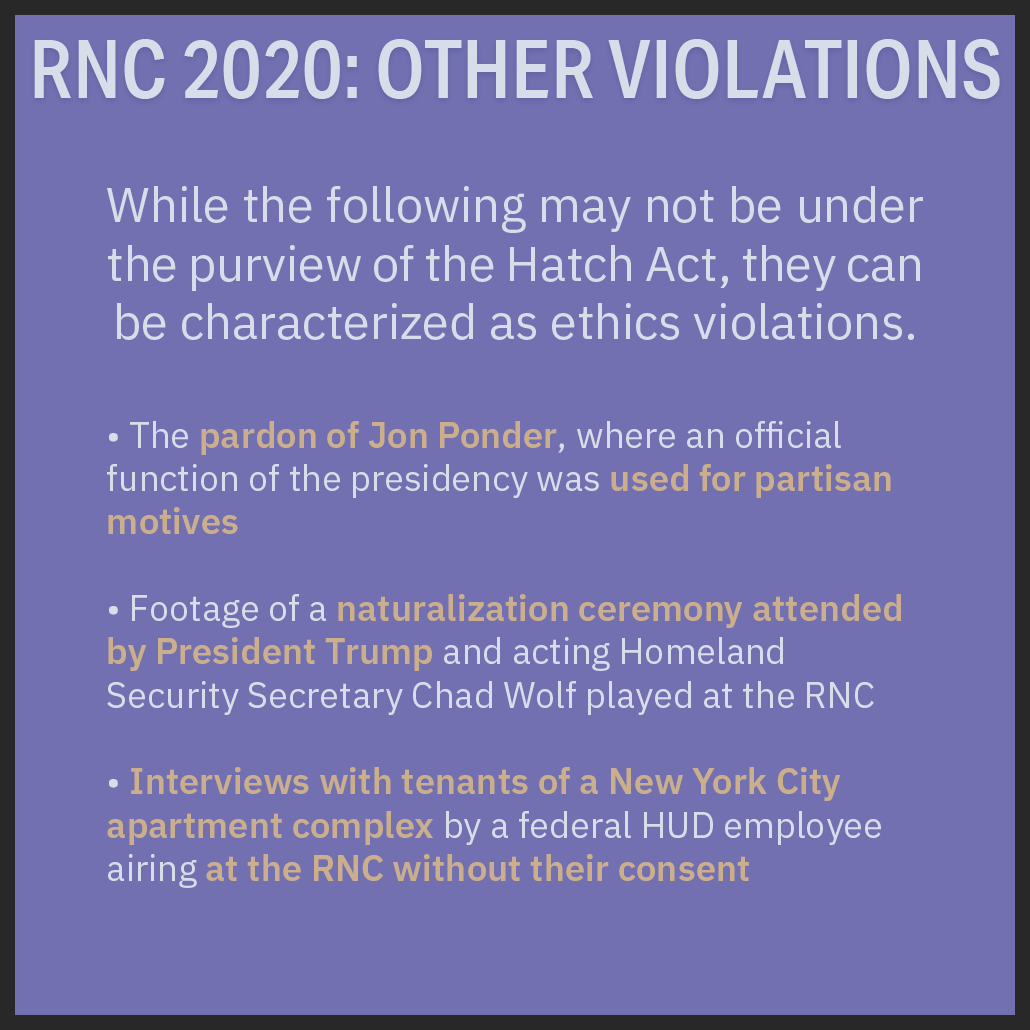 RNC 2020: OTHER VIOLATIONS
While the following may not be under
the purview of the Hatch Act, they can
be characterized as ethics violations.
• The pardon of Jon Ponder, where an official
function of the presidency was used for partisan
motives
• Footage of a naturalization ceremony attended
by President Trump and acting Homeland
Security Secretary Chad Wolf played at the RNC
• Interviews with tenants of a New York City
apartment complex by a federal HUD employee
airing at the RNC without their consent